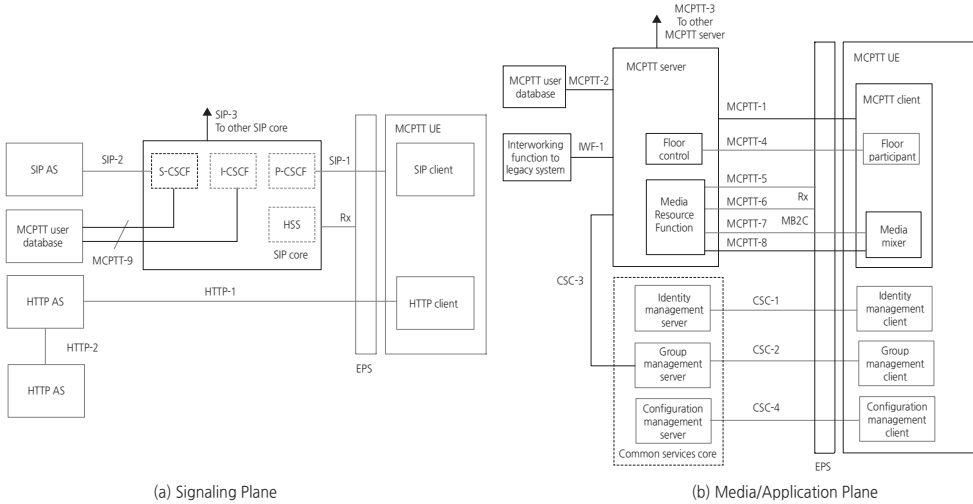 SIP-3
To other SIP core
MCPTT UE
SIP AS
SIP-2
S-CSCF
I-CSCF
P-CSCF
SIP-1
SIP client
MCPTT user
database
HSS
Rx
SIP core
MCPTT-9
HTTP AS
HTTP-1
HTTP client
HTTP-2
HTTP AS
EPS
(a) Signaling Plane
MCPTT-3
To other
MCPTT server
MCPTT server
MCPTT UE
MCPTT user
database
MCPTT-2
MCPTT client
MCPTT-1
Interworking
function to
legacy system
IWF-1
Floor
control
MCPTT-4
Floor
participant
Media
Resource
Function
MCPTT-5
MCPTT-6
Rx
MCPTT-7
MB2C
MCPTT-8
Media
mixer
CSC-3
Identity
management
server
CSC-1
Identity
management
client
Group
management
server
CSC-2
Group
management
client
Configuration
management
server
CSC-4
Configuration
management
client
Common services core
EPS
(b) Media/Application Plane